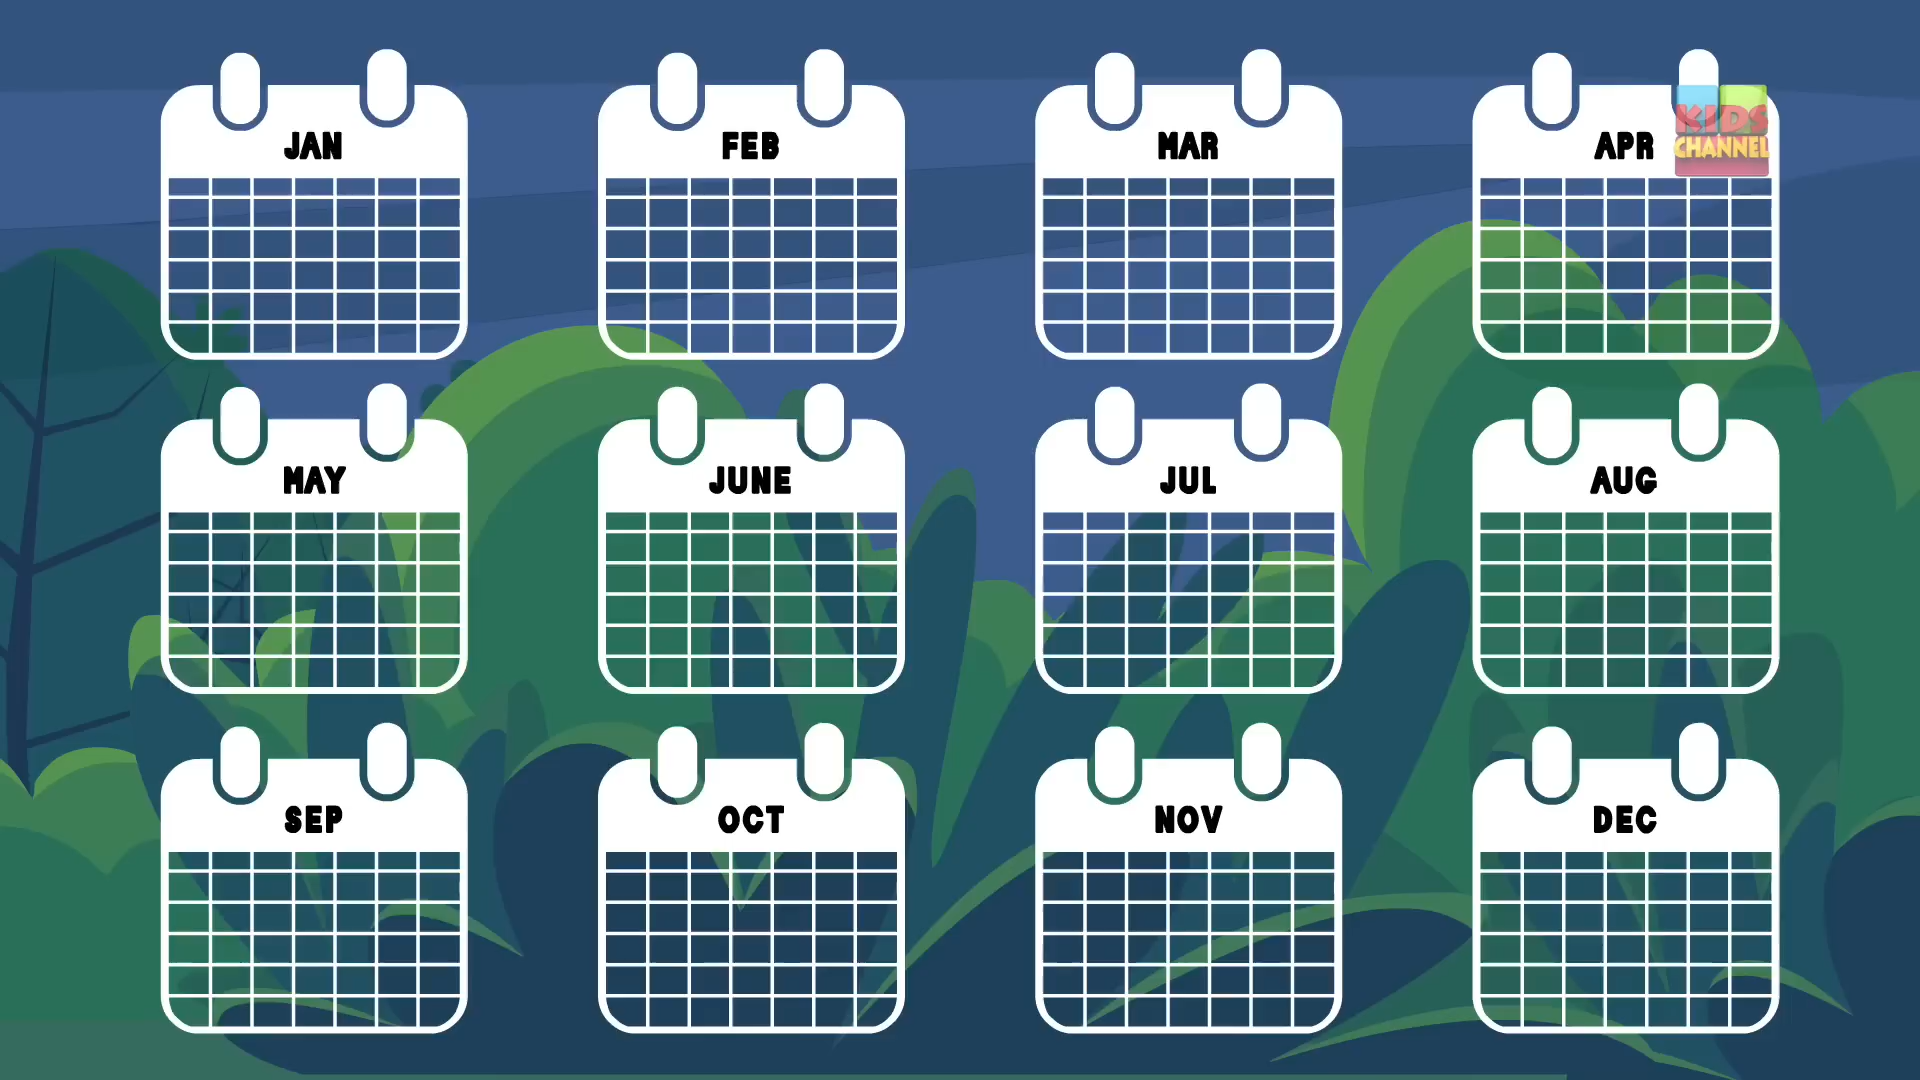 JAN
FEB
MAR
APR
KIDS
CHANNEL
MAY
JUNE
JUL
AUG
SEP
OCT
NOV
DEC